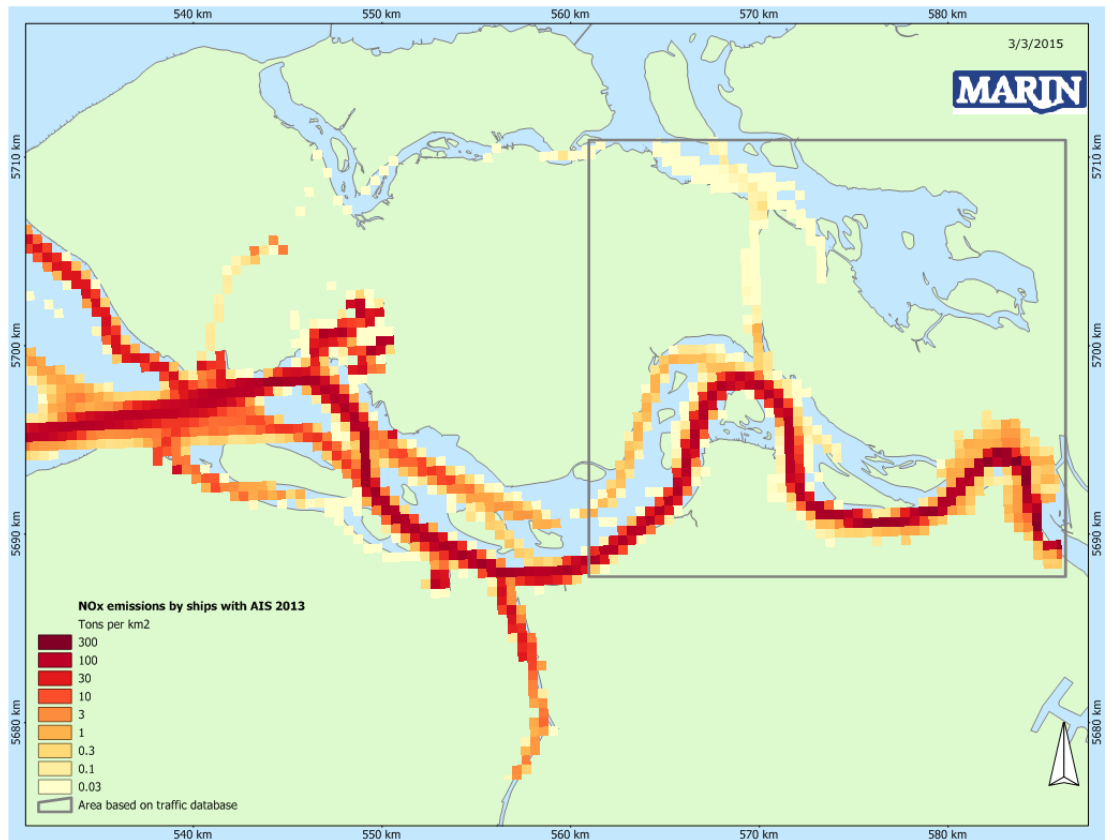 540 km
550 km
560 km
570 km
580 km
3/3/2015
MARIN
5710 km
5710 km
5700 km
5700 km
5690 km
5690 km
5680 km
5680 km
NOx emissions by ships with AIS 2013
Tons per km2
300
100
30
10
3
1
0.3
0.1
0.03
Area based on traffic database
540 km
550 km
560 km
570 km
580 km